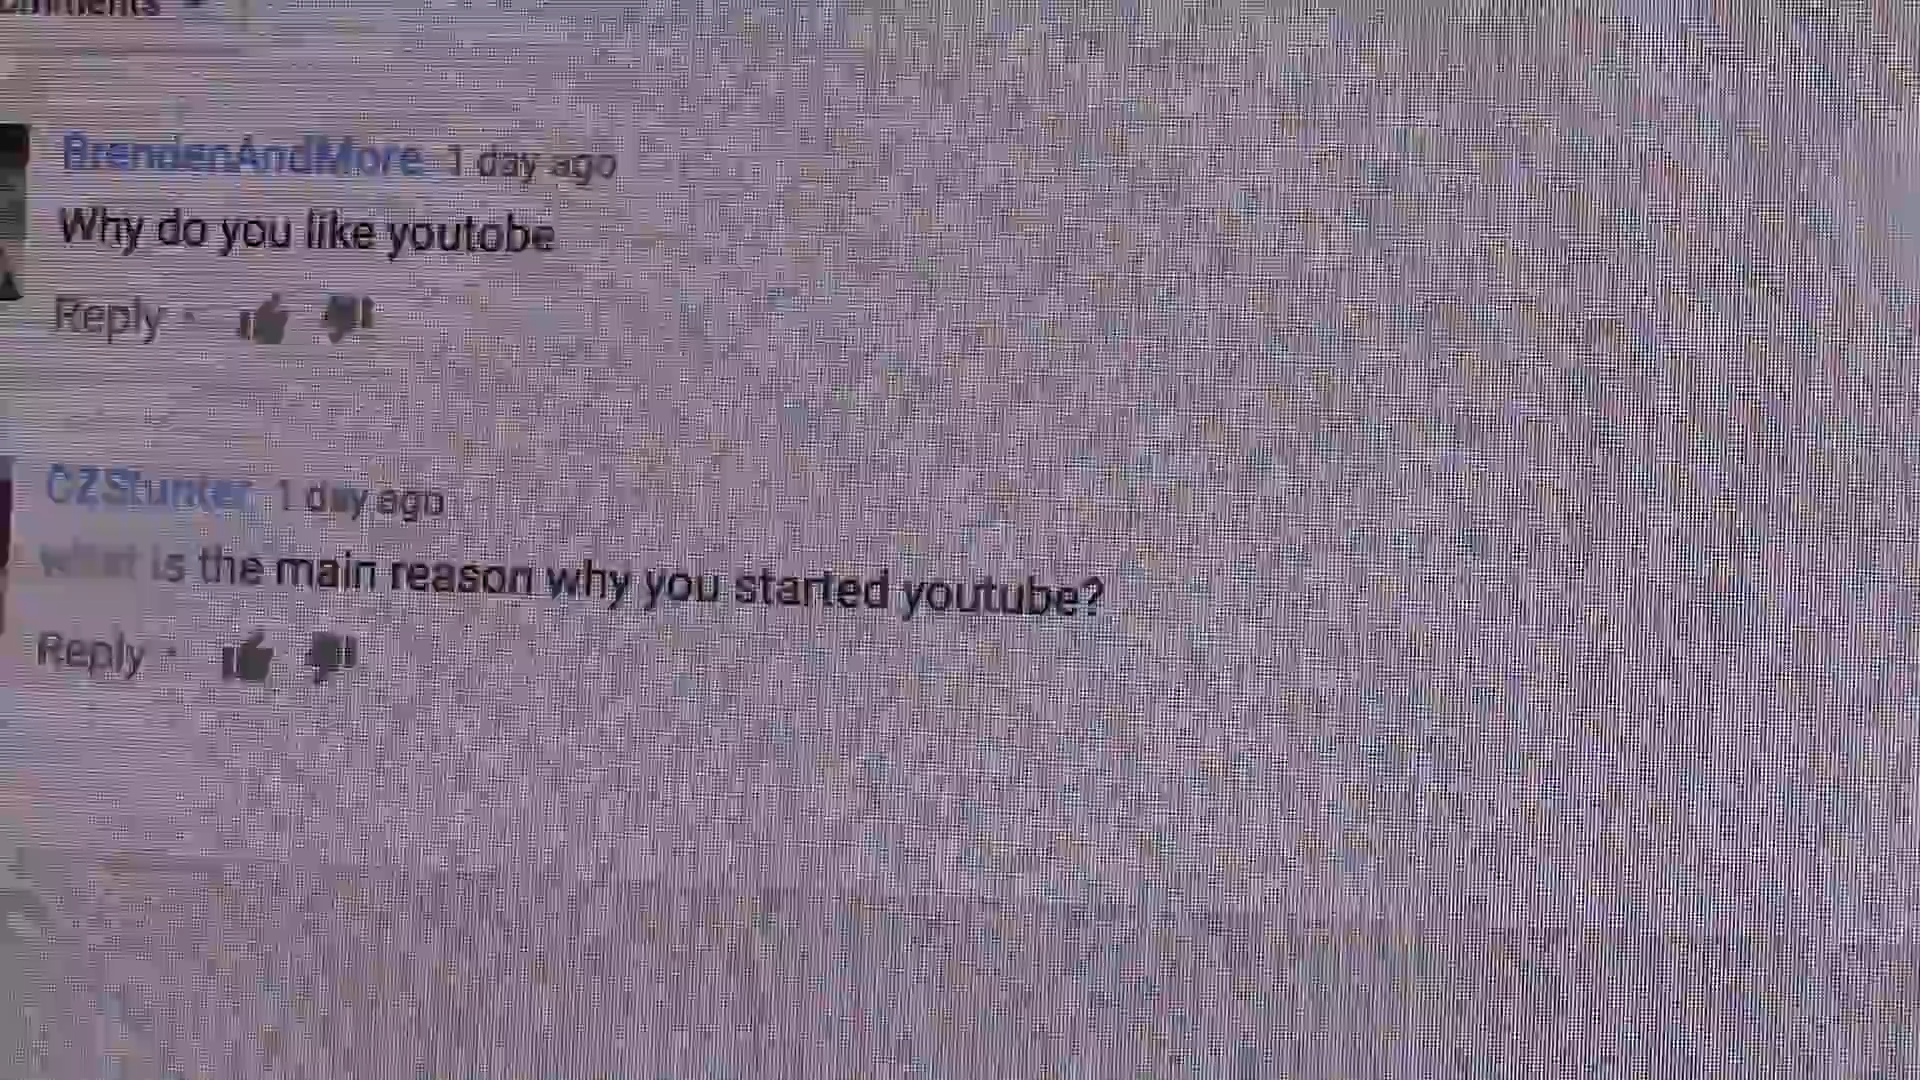 BrendenAndMore 1 day ago
Why do you like youtobe
Reply
CZStunter 1 day ago
what is the main reason why you started youtube?
Reply